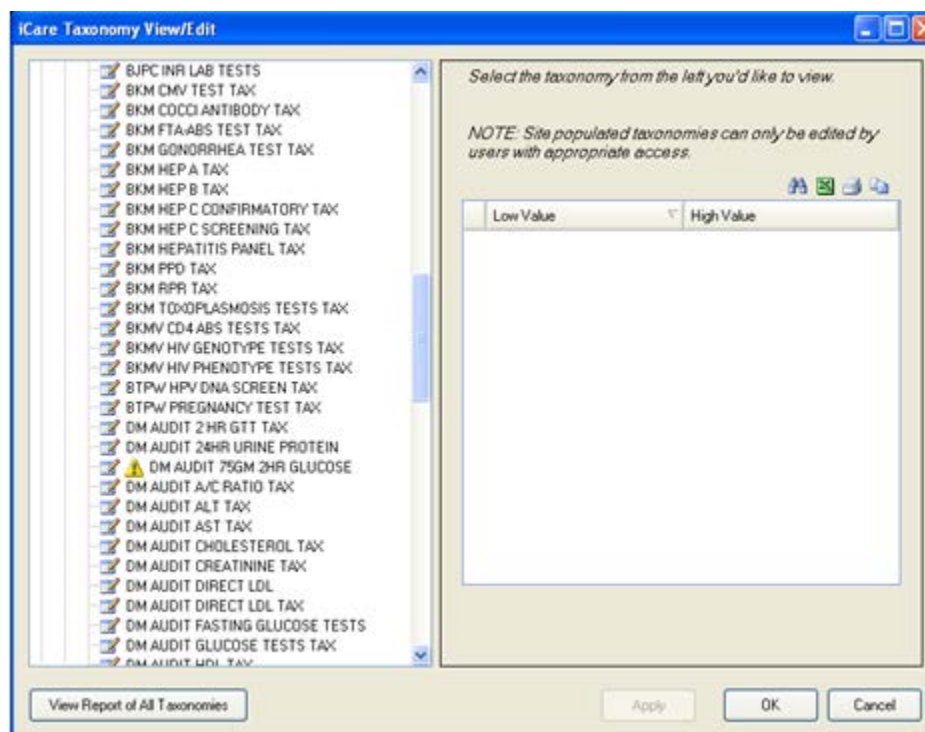 iCare Taxonomy View/Edit
BJPC INR LAB TESTS
BKM CMV TEST TAX
BKM COCCI ANTIBODY TAX
BKM FTA-ABS TEST TAX
BKM GONORRHEA TEST TAX
BKM HEP A TAX
BKM HEP B TAX
BKM HEP C CONFIRMATORY TAX
BKM HEP C SCREENING TAX
BKM HEPATITIS PANEL TAX
BKM PPD TAX
BKM RPR TAX
BKM TOXOPLASMOSIS TESTS TAX
BKMV CD4 ABS TESTS TAX
BKMV HIV GENOTYPE TESTS TAX
BKMV HIV PHENOTYPE TESTS TAX
BTPW HPV DNA SCREEN TAX
BTPW PREGNANCY TEST TAX
DM AUDIT 2 HR GTT TAX
DM AUDIT 24HR URINE PROTEIN
DM AUDIT 75GM 2HR GLUCOSE
DM AUDIT A/C RATIO TAX
DM AUDIT ALT TAX
DM AUDIT AST TAX
DM AUDIT CHOLESTEROL TAX
DM AUDIT CREATININE TAX
DM AUDIT DIRECT LDL
DM AUDIT DIRECT LDL TAX
DM AUDIT FASTING GLUCOSE TESTS
DM AUDIT GLUCOSE TESTS TAX
DM AUDIT HDL TAX
Select the taxonomy from the left you'd like to view.
NOTE: Site populated taxonomies can only be edited by
users with appropriate access.
Low Value High Value
View Report of All Taxonomies Apply OK Cancel